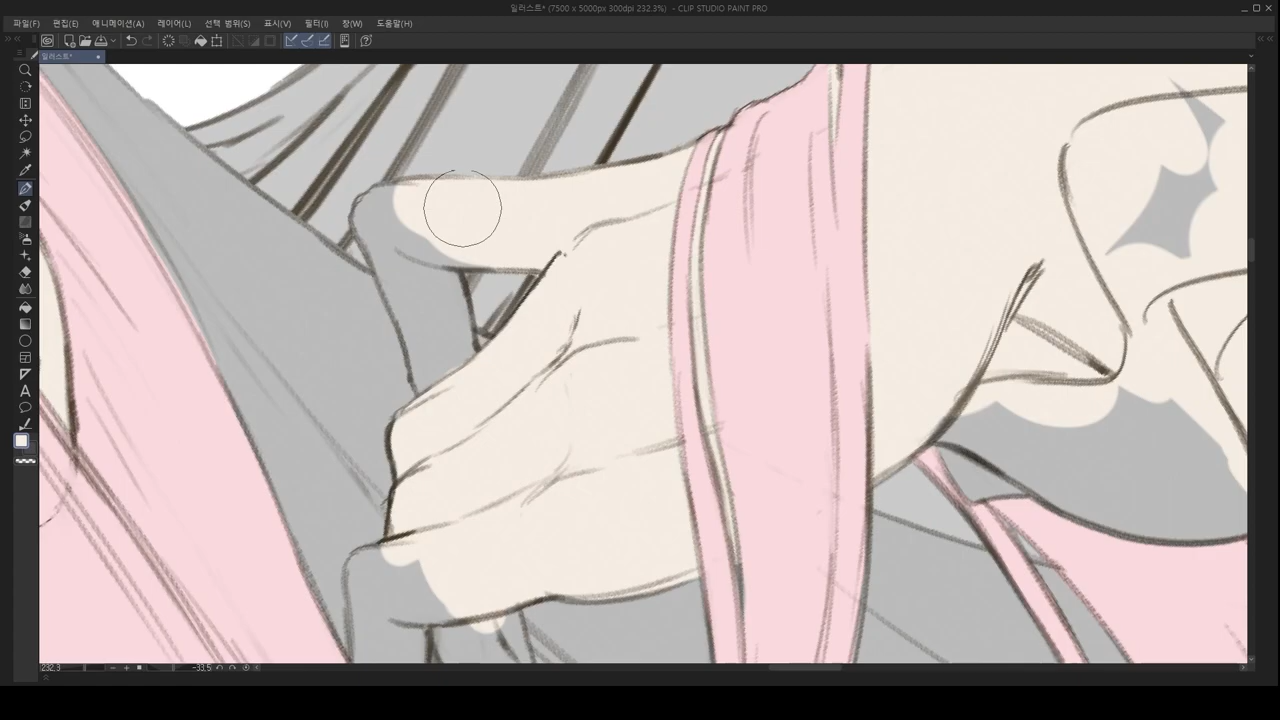 일러스트* (7500 x 5000px 300dpi 232.3%) - CLIP STUDIO PAINT PRO
파일(F) 편집(E) 애니메이션(A) 레이어(L) 선택 범위(S) 표시(V) 필터(I) 창(W) 도움말(H)
일러스트*
232.3 -33.5